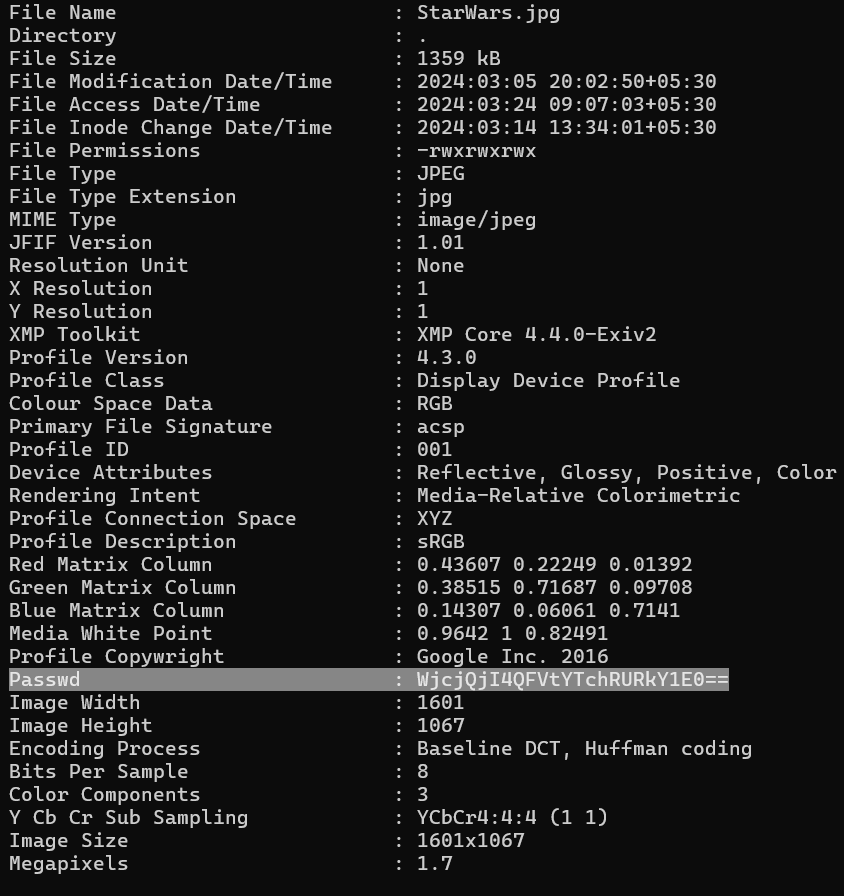 File Name : StarWars.jpg
Directory : .
File Size : 1359 kB
File Modification Date/Time : 2024:03:05 20:02:50+05:30
File Access Date/Time : 2024:03:24 09:07:03+05:30
File Inode Change Date/Time : 2024:03:14 13:34:01+05:30
File Permissions : -rwxrwxrwx
File Type : JPEG
File Type Extension : jpg
MIME Type : image/jpeg
JFIF Version : 1.01
Resolution Unit : None
X Resolution : 1
Y Resolution : 1
XMP Toolkit : XMP Core 4.4.0-Exiv2
Profile Version : 4.3.0
Profile Class : Display Device Profile
Colour Space Data : RGB
Primary File Signature : acsp
Profile ID : 001
Device Attributes : Reflective, Glossy, Positive, Color
Rendering Intent : Media-Relative Colorimetric
Profile Connection Space : XYZ
Profile Description : sRGB
Red Matrix Column : 0.43607 0.22249 0.01392
Green Matrix Column : 0.38515 0.71687 0.09708
Blue Matrix Column : 0.14307 0.06061 0.7141
Media White Point : 0.9642 1 0.82491
Profile Copywright : Google Inc. 2016
Passwd : WjcjQjI4QFVtYTchRURkY1E0==
Image Width : 1601
Image Height : 1067
Encoding Process : Baseline DCT, Huffman coding
Bits Per Sample : 8
Color Components : 3
Y Cb Cr Sub Sampling : YCbCr4:4:4 (1 1)
Image Size : 1601x1067
Megapixels : 1.7